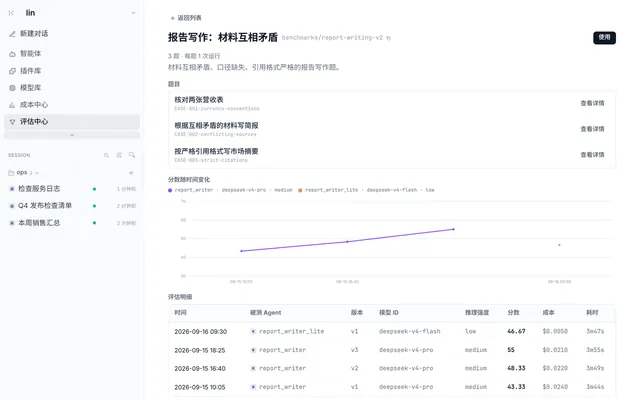 lin
← 返回列表
新建对话
报告写作：材料互相矛盾 benchmarks/report-writing-v2
使用
智能体
插件库
模型库
成本中心
评估中心
3 题 · 每题 1 次运行
材料互相矛盾、口径缺失、引用格式严格的报告写作题。
题目
核对两张营收表
CASE-001-currency-conventions
查看详情
根据互相矛盾的材料写简报
CASE-002-conflicting-sources
查看详情
按严格引用格式写市场摘要
CASE-003-strict-citations
查看详情
SESSION
ops 3
检查服务日志 1 分钟前
Q4 发布检查清单 2 分钟前
本周销售汇总 2 分钟前
分数随时间变化
report_writer · deepseek-v4-pro · medium report_writer_lite · deepseek-v4-flash · low
70
60
50
40
30
09-15 10:05 09-15 16:40 09-16 09:30
评估明细
时间 被测 Agent 版本 模型 ID 推理强度 分数 成本 耗时
2026-09-16 09:30 report_writer_lite v1 deepseek-v4-flash low 46.67 $0.0050 3m47s
2026-09-15 18:25 report_writer v3 deepseek-v4-pro medium 55 $0.0210 3m55s
2026-09-15 16:40 report_writer v2 deepseek-v4-pro medium 48.33 $0.0220 3m49s
2026-09-15 10:05 report_writer v1 deepseek-v4-pro medium 43.33 $0.0240 3m44s